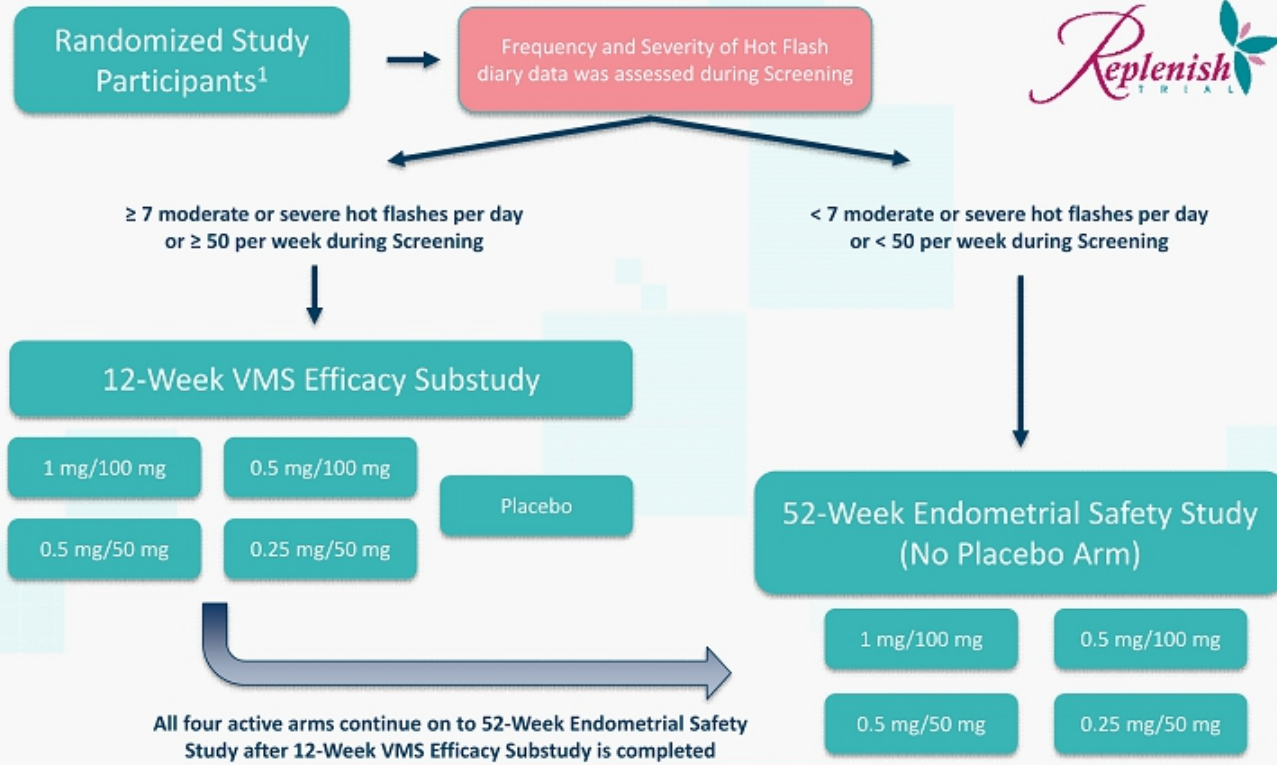 Randomized Study
Participants¹
Frequency and Severity of Hot Flash
diary data was assessed during Screening
Replenish
TRIAL
≥ 7 moderate or severe hot flashes per day
or ≥ 50 per week during Screening
< 7 moderate or severe hot flashes per day
or < 50 per week during Screening
12-Week VMS Efficacy Substudy
1 mg/100 mg
0.5 mg/100 mg
Placebo
0.5 mg/50 mg
0.25 mg/50 mg
52-Week Endometrial Safety Study
(No Placebo Arm)
1 mg/100 mg
0.5 mg/100 mg
0.5 mg/50 mg
0.25 mg/50 mg
All four active arms continue on to 52-Week Endometrial Safety
Study after 12-Week VMS Efficacy Substudy is completed